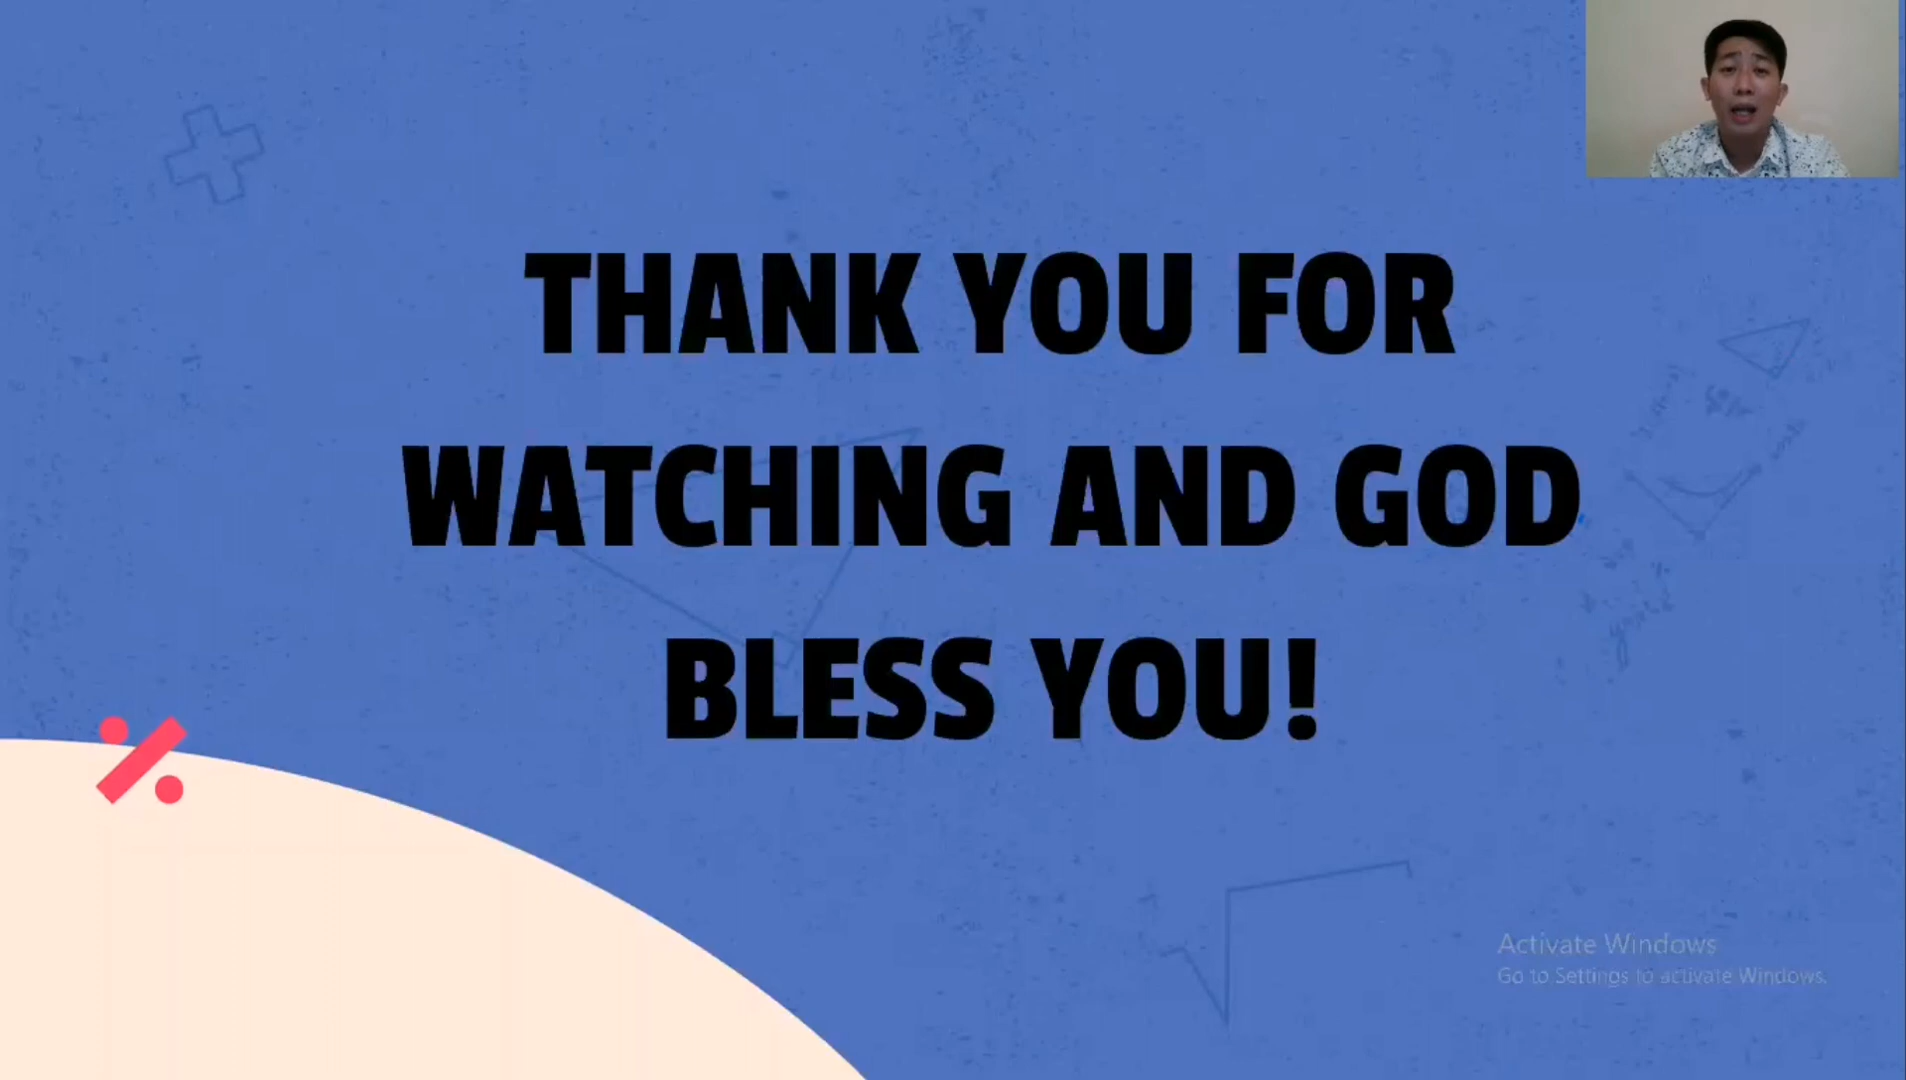 THANK YOU FOR
WATCHING AND GOD
BLESS YOU!
Activate Windows
Go to Settings to activate Windows.